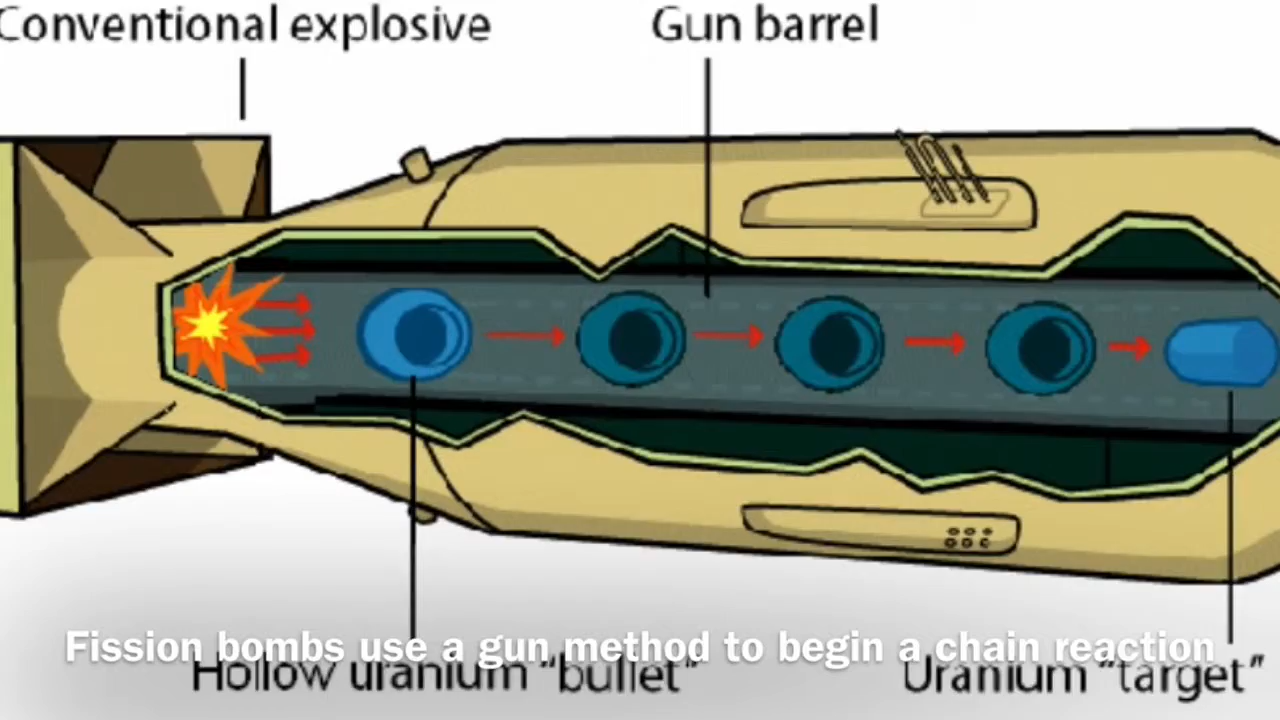 Conventional explosive
Gun barrel
Fission bombs use a gun method to begin a chain reaction
Hollow uranium “bullet”
Uranium “target”